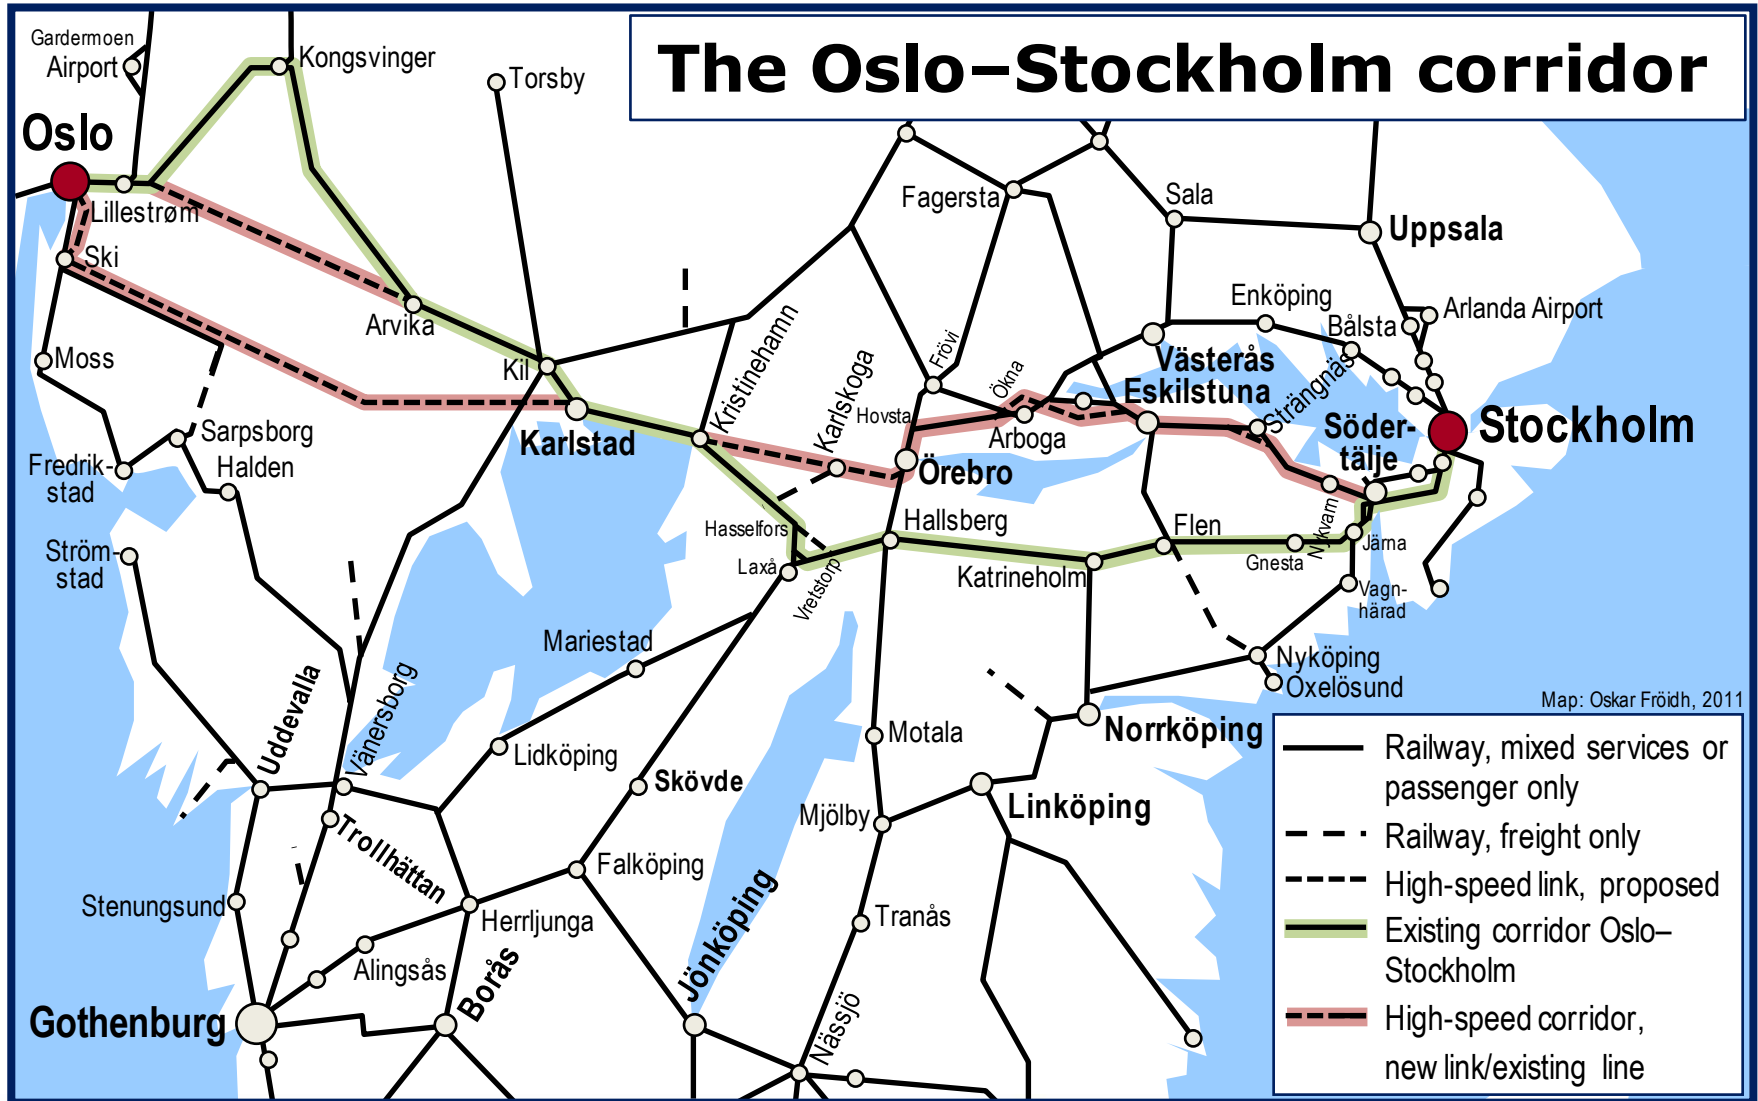 The Oslo–Stockholm corridor
Gardermoen
Airport
Kongsvinger
Torsby
Oslo
Lillestrøm
Ski
Arvika
Kil
Moss
Sarpsborg
Halden
Fredrik-
stad
Ström-
stad
Karlstad
Kristinehamn
Karlskoga
Fagersta
Sala
Uppsala
Enköping
Bålsta
Arlanda Airport
Frövi
Ökna
Hovsta
Arboga
Västerås
Eskilstuna
Strängnäs
Söder-
tälje
Stockholm
Örebro
Hasselfors
Laxå
Vretstorp
Hallsberg
Katrineholm
Flen
Gnesta
Nykvarn
Järna
Vagn-
härad
Nyköping
Oxelösund
Mariestad
Uddevalla
Vänersborg
Lidköping
Skövde
Motala
Norrköping
Linköping
Mjölby
Trollhättan
Falköping
Stenungsund
Herrljunga
Alingsås
Borås
Jönköping
Tranås
Nässjö
Gothenburg
Map: Oskar Fröidh, 2011
Railway, mixed services or
passenger only
Railway, freight only
High-speed link, proposed
Existing corridor Oslo–
Stockholm
High-speed corridor,
new link/existing line